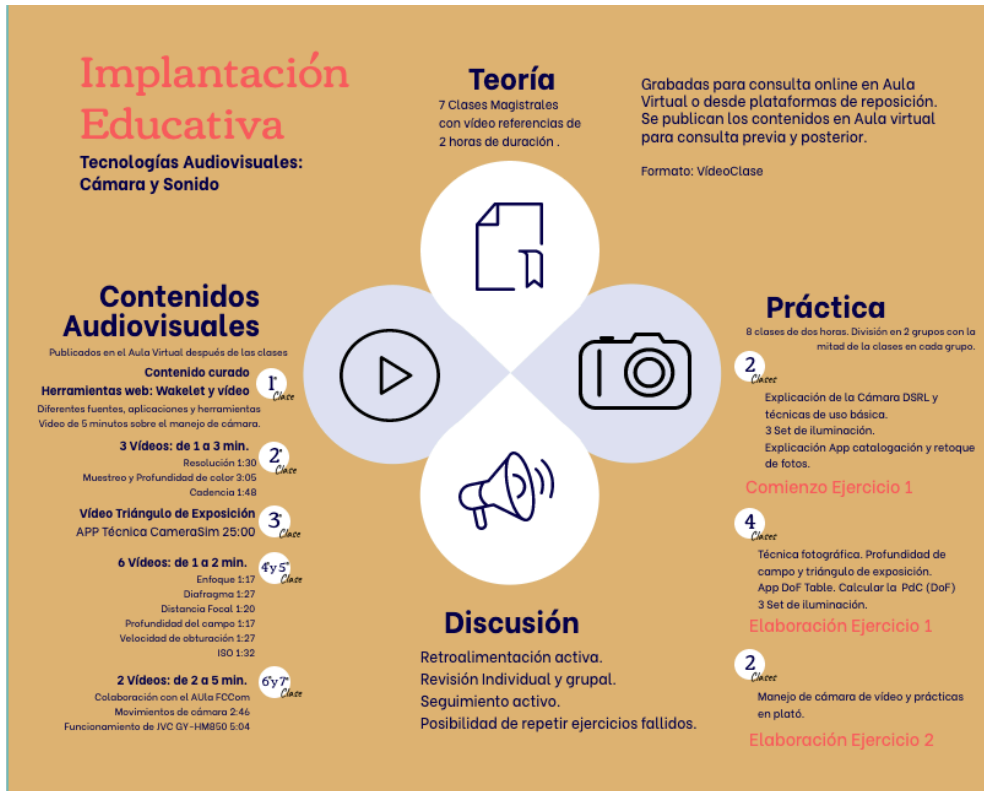 Implantación
Educativa
Tecnologías Audiovisuales:
Cámara y Sonido
Teoría
7 Clases Magistrales
con vídeo referencias de
2 horas de duración .
Grabadas para consulta online en Aula
Virtual o desde plataformas de reposición.
Se publican los contenidos en Aula virtual
para consulta previa y posterior.
Formato: VídeoClase
Contenidos
Audiovisuales
Publicados en el Aula Virtual después de las clases
Contenido curado
Herramientas web: Wakelet y vídeo
1ª
Clase
Diferentes fuentes, aplicaciones y herramientas
Video de 5 minutos sobre el manejo de cámara.
3 Vídeos: de 1 a 3 min.
2ª
Clase
Resolución 1:30
Muestreo y Profundidad de color 3:05
Cadencia 1:48
Vídeo Triángulo de Exposición
3ª
Clase
APP Técnica CameraSim 25:00
6 Vídeos: de 1 a 2 min.
4ª y 5ª
Clase
Enfoque 1:17
Diafragma 1:27
Distancia Focal 1:20
Profundidad del campo 1:17
Velocidad de obturación 1:27
ISO 1:32
2 Vídeos: de 2 a 5 min.
6ª y 7ª
Clase
Colaboración con el AUla FCCom
Movimientos de cámara 2:46
Funcionamiento de JVC GY-HM850 5:04
Práctica
8 clases de dos horas. División en 2 grupos con la
mitad de la clases en cada grupo.
2
Clases
Explicación de la Cámara DSRL y
técnicas de uso básica.
3 Set de iluminación.
Explicación App catalogación y retoque
de fotos.
Comienzo Ejercicio 1
4
Clases
Técnica fotográfica. Profundidad de
campo y triángulo de exposición.
App DoF Table. Calcular la PdC (DoF)
3 Set de iluminación.
Elaboración Ejercicio 1
2
Clases
Manejo de cámara de vídeo y prácticas
en plató.
Elaboración Ejercicio 2
Discusión
Retroalimentación activa.
Revisión Individual y grupal.
Seguimiento activo.
Posibilidad de repetir ejercicios fallidos.